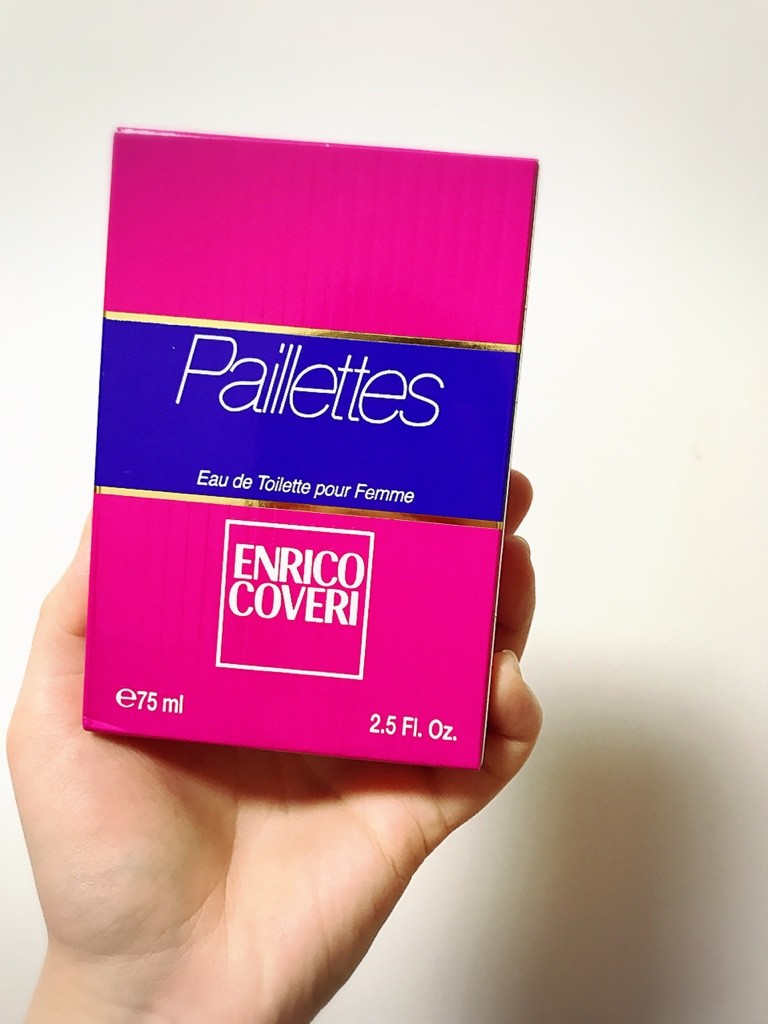 Paillettes
Eau de Toilette pour Femme
ENRICO
COVERI
℮75 ml
2.5 Fl. Oz.